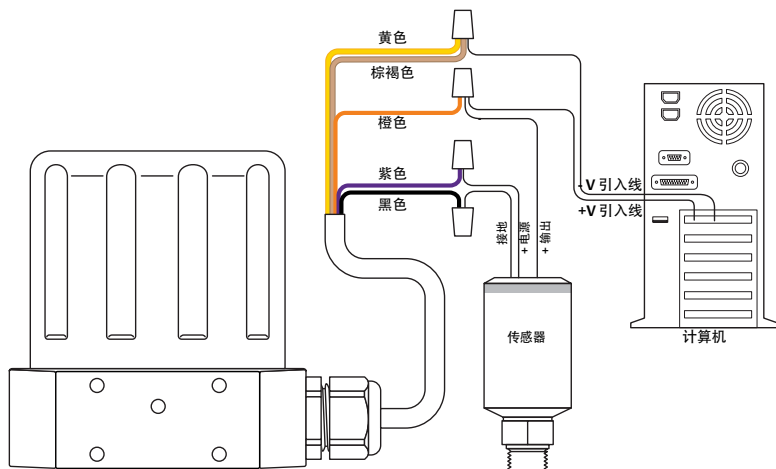 黄色
棕褐色
橙色
紫色
黑色
-V 引入线
+V 引入线
接地
+ 电源
+ 输出
传感器
计算机